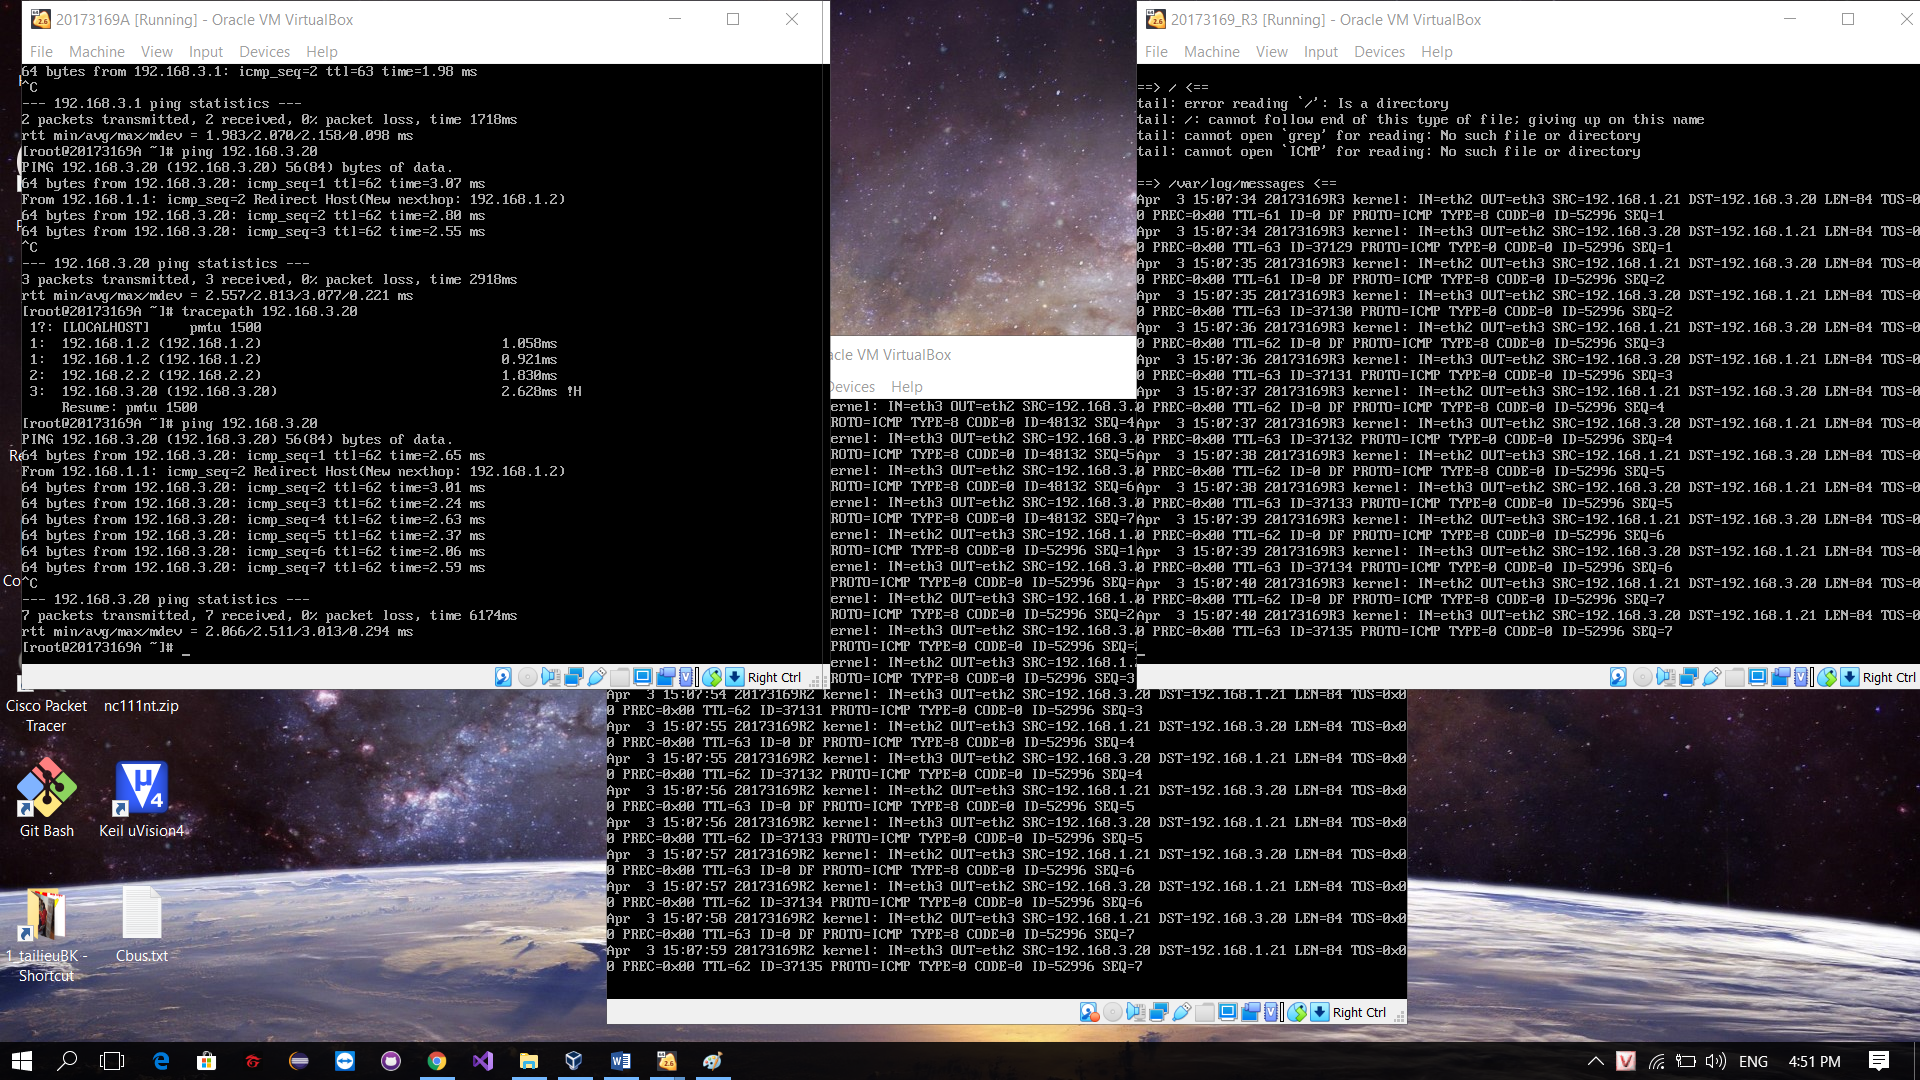 20173169A [Running] - Oracle VM VirtualBox
File Machine View Input Devices Help
64 bytes from 192.168.3.1: icmp_seq=2 ttl=63 time=1.98 ms
^C
--- 192.168.3.1 ping statistics ---
2 packets transmitted, 2 received, 0% packet loss, time 1718ms
rtt min/avg/max/mdev = 1.983/2.070/2.158/0.098 ms
[root@20173169A ~]# ping 192.168.3.20
PING 192.168.3.20 (192.168.3.20) 56(84) bytes of data.
64 bytes from 192.168.3.20: icmp_seq=1 ttl=62 time=3.07 ms
From 192.168.1.1: icmp_seq=2 Redirect Host(New nexthop: 192.168.1.2)
64 bytes from 192.168.3.20: icmp_seq=2 ttl=62 time=2.80 ms
64 bytes from 192.168.3.20: icmp_seq=3 ttl=62 time=2.55 ms
^C
--- 192.168.3.20 ping statistics ---
3 packets transmitted, 3 received, 0% packet loss, time 2918ms
rtt min/avg/max/mdev = 2.557/2.813/3.077/0.221 ms
[root@20173169A ~]# tracepath 192.168.3.20
1?: [LOCALHOST] pmtu 1500
1: 192.168.1.2 (192.168.1.2) 1.058ms
1: 192.168.1.2 (192.168.1.2) 0.921ms
2: 192.168.2.2 (192.168.2.2) 1.830ms
3: 192.168.3.20 (192.168.3.20) 2.628ms !H
Resume: pmtu 1500
[root@20173169A ~]# ping 192.168.3.20
PING 192.168.3.20 (192.168.3.20) 56(84) bytes of data.
64 bytes from 192.168.3.20: icmp_seq=1 ttl=62 time=2.65 ms
From 192.168.1.1: icmp_seq=2 Redirect Host(New nexthop: 192.168.1.2)
64 bytes from 192.168.3.20: icmp_seq=2 ttl=62 time=3.01 ms
64 bytes from 192.168.3.20: icmp_seq=3 ttl=62 time=2.24 ms
64 bytes from 192.168.3.20: icmp_seq=4 ttl=62 time=2.63 ms
64 bytes from 192.168.3.20: icmp_seq=5 ttl=62 time=2.37 ms
64 bytes from 192.168.3.20: icmp_seq=6 ttl=62 time=2.06 ms
64 bytes from 192.168.3.20: icmp_seq=7 ttl=62 time=2.59 ms
^C
--- 192.168.3.20 ping statistics ---
7 packets transmitted, 7 received, 0% packet loss, time 6174ms
rtt min/avg/max/mdev = 2.066/2.511/3.013/0.294 ms
[root@20173169A ~]# _
Right Ctrl
20173169_R3 [Running] - Oracle VM VirtualBox
File Machine View Input Devices Help
==> / <==
tail: error reading `/': Is a directory
tail: /: cannot follow end of this type of file; giving up on this name
tail: cannot open `grep' for reading: No such file or directory
tail: cannot open `ICMP' for reading: No such file or directory
==> /var/log/messages <==
Apr 3 15:07:34 20173169R3 kernel: IN=eth2 OUT=eth3 SRC=192.168.1.21 DST=192.168.3.20 LEN=84 TOS=0
0 PREC=0x00 TTL=61 ID=0 DF PROTO=ICMP TYPE=8 CODE=0 ID=52996 SEQ=1
Apr 3 15:07:34 20173169R3 kernel: IN=eth3 OUT=eth2 SRC=192.168.3.20 DST=192.168.1.21 LEN=84 TOS=0
0 PREC=0x00 TTL=63 ID=37129 PROTO=ICMP TYPE=0 CODE=0 ID=52996 SEQ=1
Apr 3 15:07:35 20173169R3 kernel: IN=eth2 OUT=eth3 SRC=192.168.1.21 DST=192.168.3.20 LEN=84 TOS=0
0 PREC=0x00 TTL=61 ID=0 DF PROTO=ICMP TYPE=8 CODE=0 ID=52996 SEQ=2
Apr 3 15:07:35 20173169R3 kernel: IN=eth3 OUT=eth2 SRC=192.168.3.20 DST=192.168.1.21 LEN=84 TOS=0
0 PREC=0x00 TTL=63 ID=37130 PROTO=ICMP TYPE=0 CODE=0 ID=52996 SEQ=2
Apr 3 15:07:36 20173169R3 kernel: IN=eth2 OUT=eth3 SRC=192.168.1.21 DST=192.168.3.20 LEN=84 TOS=0
0 PREC=0x00 TTL=62 ID=0 DF PROTO=ICMP TYPE=8 CODE=0 ID=52996 SEQ=3
Apr 3 15:07:36 20173169R3 kernel: IN=eth3 OUT=eth2 SRC=192.168.3.20 DST=192.168.1.21 LEN=84 TOS=0
0 PREC=0x00 TTL=63 ID=37131 PROTO=ICMP TYPE=0 CODE=0 ID=52996 SEQ=3
Apr 3 15:07:37 20173169R3 kernel: IN=eth2 OUT=eth3 SRC=192.168.1.21 DST=192.168.3.20 LEN=84 TOS=0
0 PREC=0x00 TTL=62 ID=0 DF PROTO=ICMP TYPE=8 CODE=0 ID=52996 SEQ=4
Apr 3 15:07:37 20173169R3 kernel: IN=eth3 OUT=eth2 SRC=192.168.3.20 DST=192.168.1.21 LEN=84 TOS=0
0 PREC=0x00 TTL=63 ID=37132 PROTO=ICMP TYPE=0 CODE=0 ID=52996 SEQ=4
Apr 3 15:07:38 20173169R3 kernel: IN=eth2 OUT=eth3 SRC=192.168.1.21 DST=192.168.3.20 LEN=84 TOS=0
0 PREC=0x00 TTL=62 ID=0 DF PROTO=ICMP TYPE=8 CODE=0 ID=52996 SEQ=5
Apr 3 15:07:38 20173169R3 kernel: IN=eth3 OUT=eth2 SRC=192.168.3.20 DST=192.168.1.21 LEN=84 TOS=0
0 PREC=0x00 TTL=63 ID=37133 PROTO=ICMP TYPE=0 CODE=0 ID=52996 SEQ=5
Apr 3 15:07:39 20173169R3 kernel: IN=eth2 OUT=eth3 SRC=192.168.1.21 DST=192.168.3.20 LEN=84 TOS=0
0 PREC=0x00 TTL=62 ID=0 DF PROTO=ICMP TYPE=8 CODE=0 ID=52996 SEQ=6
Apr 3 15:07:39 20173169R3 kernel: IN=eth3 OUT=eth2 SRC=192.168.3.20 DST=192.168.1.21 LEN=84 TOS=0
0 PREC=0x00 TTL=63 ID=37134 PROTO=ICMP TYPE=0 CODE=0 ID=52996 SEQ=6
Apr 3 15:07:40 20173169R3 kernel: IN=eth2 OUT=eth3 SRC=192.168.1.21 DST=192.168.3.20 LEN=84 TOS=0
0 PREC=0x00 TTL=62 ID=0 DF PROTO=ICMP TYPE=8 CODE=0 ID=52996 SEQ=7
Apr 3 15:07:40 20173169R3 kernel: IN=eth3 OUT=eth2 SRC=192.168.3.20 DST=192.168.1.21 LEN=84 TOS=0
0 PREC=0x00 TTL=63 ID=37135 PROTO=ICMP TYPE=0 CODE=0 ID=52996 SEQ=7
_
Right Ctrl
acle VM VirtualBox
Devices Help
ernel: IN=eth3 OUT=eth2 SRC=192.168.3.
ROTO=ICMP TYPE=8 CODE=0 ID=48132 SEQ=4
ernel: IN=eth3 OUT=eth2 SRC=192.168.3.
ROTO=ICMP TYPE=8 CODE=0 ID=48132 SEQ=5
ernel: IN=eth3 OUT=eth2 SRC=192.168.3.
ROTO=ICMP TYPE=8 CODE=0 ID=48132 SEQ=6
ernel: IN=eth3 OUT=eth2 SRC=192.168.3.
ROTO=ICMP TYPE=8 CODE=0 ID=48132 SEQ=7
ernel: IN=eth2 OUT=eth3 SRC=192.168.1.
ROTO=ICMP TYPE=8 CODE=0 ID=52996 SEQ=1
ernel: IN=eth3 OUT=eth2 SRC=192.168.3.
PROTO=ICMP TYPE=0 CODE=0 ID=52996 SEQ=
ernel: IN=eth2 OUT=eth3 SRC=192.168.1.
ROTO=ICMP TYPE=8 CODE=0 ID=52996 SEQ=2
ernel: IN=eth3 OUT=eth2 SRC=192.168.3.
PROTO=ICMP TYPE=0 CODE=0 ID=52996 SEQ=
ernel: IN=eth2 OUT=eth3 SRC=192.168.1.
ROTO=ICMP TYPE=8 CODE=0 ID=52996 SEQ=3
Apr 3 15:07:54 20173169R2 kernel: IN=eth3 OUT=eth2 SRC=192.168.3.20 DST=192.168.1.21 LEN=84 TOS=0x0
0 PREC=0x00 TTL=62 ID=37131 PROTO=ICMP TYPE=0 CODE=0 ID=52996 SEQ=3
Apr 3 15:07:55 20173169R2 kernel: IN=eth2 OUT=eth3 SRC=192.168.1.21 DST=192.168.3.20 LEN=84 TOS=0x0
0 PREC=0x00 TTL=63 ID=0 DF PROTO=ICMP TYPE=8 CODE=0 ID=52996 SEQ=4
Apr 3 15:07:55 20173169R2 kernel: IN=eth3 OUT=eth2 SRC=192.168.3.20 DST=192.168.1.21 LEN=84 TOS=0x0
0 PREC=0x00 TTL=62 ID=37132 PROTO=ICMP TYPE=0 CODE=0 ID=52996 SEQ=4
Apr 3 15:07:56 20173169R2 kernel: IN=eth2 OUT=eth3 SRC=192.168.1.21 DST=192.168.3.20 LEN=84 TOS=0x0
0 PREC=0x00 TTL=63 ID=0 DF PROTO=ICMP TYPE=8 CODE=0 ID=52996 SEQ=5
Apr 3 15:07:56 20173169R2 kernel: IN=eth3 OUT=eth2 SRC=192.168.3.20 DST=192.168.1.21 LEN=84 TOS=0x0
0 PREC=0x00 TTL=62 ID=37133 PROTO=ICMP TYPE=0 CODE=0 ID=52996 SEQ=5
Apr 3 15:07:57 20173169R2 kernel: IN=eth2 OUT=eth3 SRC=192.168.1.21 DST=192.168.3.20 LEN=84 TOS=0x0
0 PREC=0x00 TTL=63 ID=0 DF PROTO=ICMP TYPE=8 CODE=0 ID=52996 SEQ=6
Apr 3 15:07:57 20173169R2 kernel: IN=eth3 OUT=eth2 SRC=192.168.3.20 DST=192.168.1.21 LEN=84 TOS=0x0
0 PREC=0x00 TTL=62 ID=37134 PROTO=ICMP TYPE=0 CODE=0 ID=52996 SEQ=6
Apr 3 15:07:58 20173169R2 kernel: IN=eth2 OUT=eth3 SRC=192.168.1.21 DST=192.168.3.20 LEN=84 TOS=0x0
0 PREC=0x00 TTL=63 ID=0 DF PROTO=ICMP TYPE=8 CODE=0 ID=52996 SEQ=7
Apr 3 15:07:59 20173169R2 kernel: IN=eth3 OUT=eth2 SRC=192.168.3.20 DST=192.168.1.21 LEN=84 TOS=0x0
0 PREC=0x00 TTL=62 ID=37135 PROTO=ICMP TYPE=0 CODE=0 ID=52996 SEQ=7
Right Ctrl
Re
Co
Cisco Packet
Tracer
nc111nt.zip
Git Bash
Keil uVision4
1_tailieuBK -
Shortcut
Cbus.txt
ENG
4:51 PM